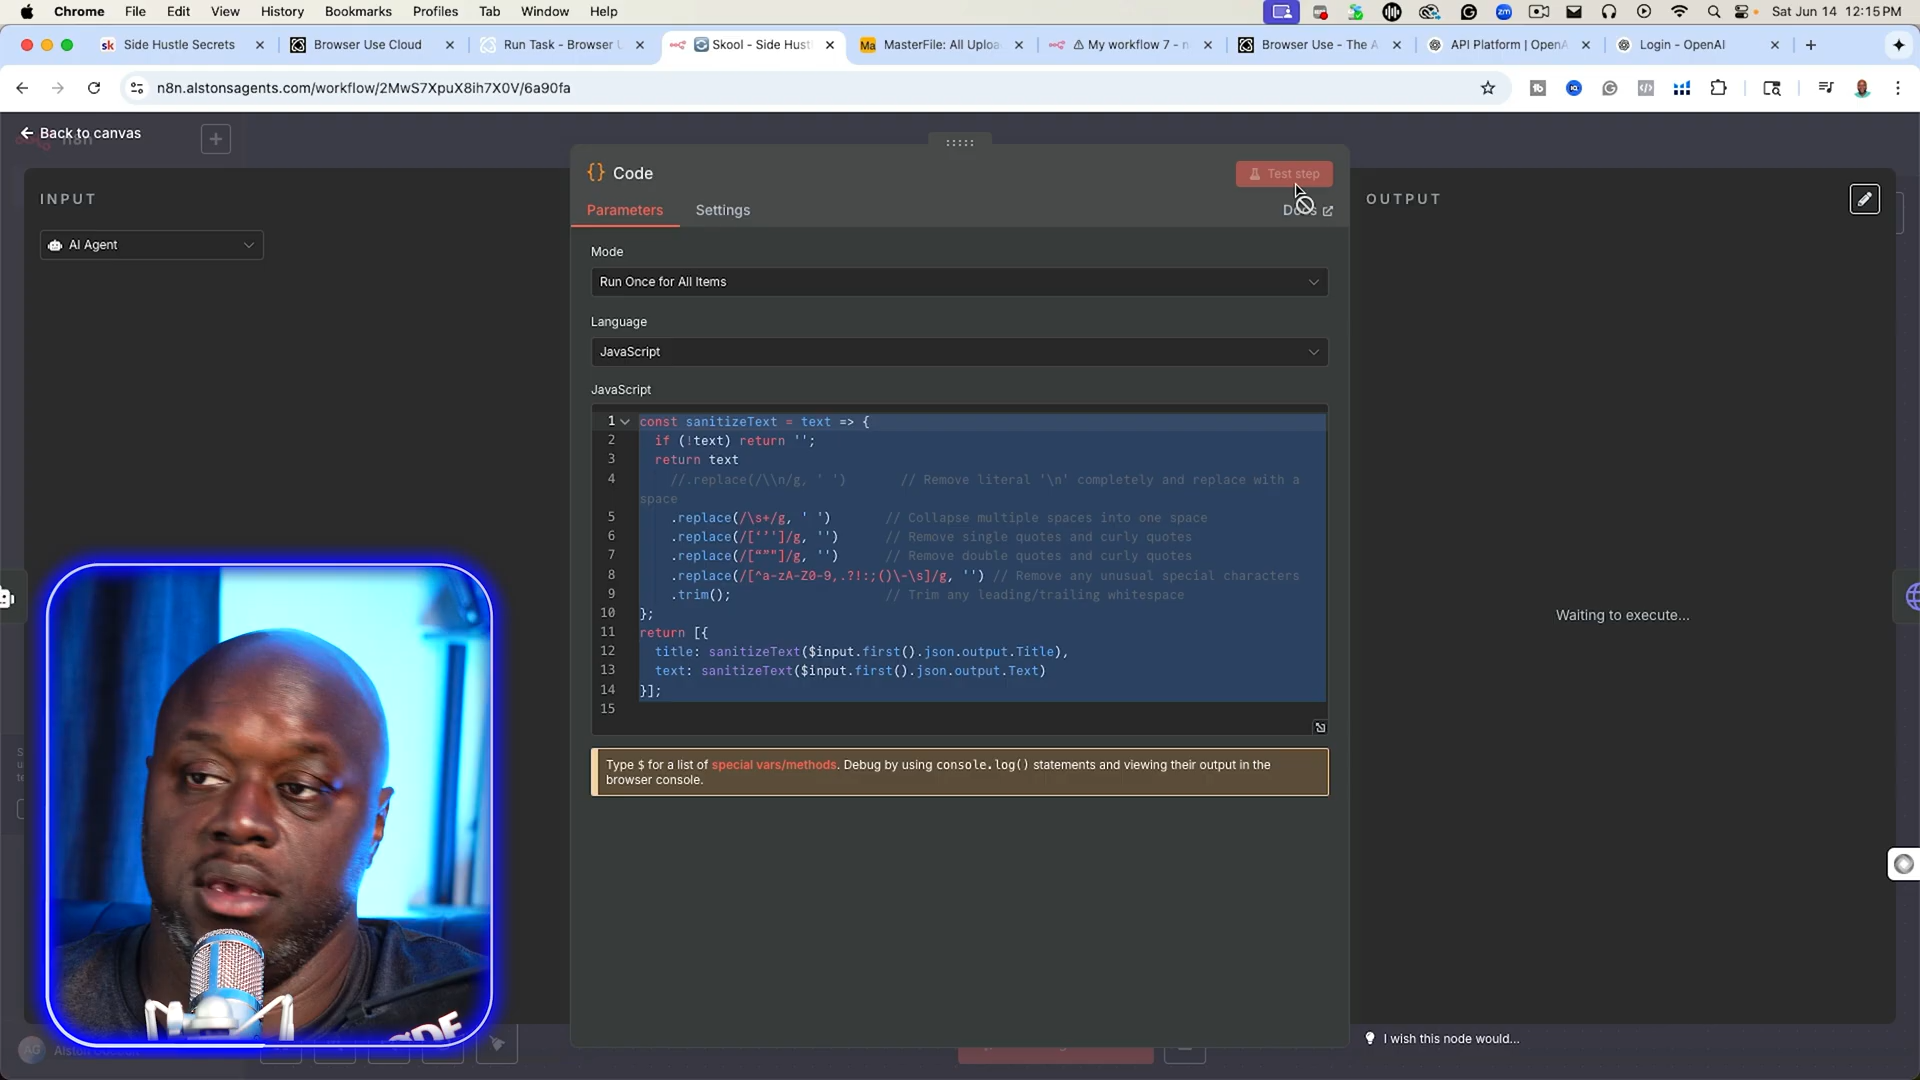 Chrome File Edit View History Bookmarks Profiles Tab Window Help
zm
Sat Jun 14 12:15 PM
sk Side Hustle Secrets
Browser Use Cloud
Run Task - Browser U
Skool - Side Hust
Ma MasterFile: All Uploa
⚠ My workflow 7 - n
Browser Use - The A
API Platform | OpenA
Login - OpenAI
n8n.alstonsagents.com/workflow/2MwS7XpuX8ih7X0V/6a90fa
Back to canvas
n8n
INPUT
AI Agent
{} Code
Test step
Parameters
Settings
Docs
Mode
Run Once for All Items
Language
JavaScript
JavaScript
1 const sanitizeText = text => {
2 if (!text) return '';
3 return text
4 //.replace(/\\n/g, ' ') // Remove literal '\n' completely and replace with a
space
5 .replace(/\s+/g, ' ') // Collapse multiple spaces into one space
6 .replace(/[‘’']/g, '') // Remove single quotes and curly quotes
7 .replace(/[“”"]/g, '') // Remove double quotes and curly quotes
8 .replace(/[^a-zA-Z0-9,.?!:;()\-\s]/g, '') // Remove any unusual special characters
9 .trim(); // Trim any leading/trailing whitespace
10 };
11 return [{
12 title: sanitizeText($input.first().json.output.Title),
13 text: sanitizeText($input.first().json.output.Text)
14 }];
15
Type $ for a list of special vars/methods. Debug by using console.log() statements and viewing their output in the
browser console.
OUTPUT
Waiting to execute...
I wish this node would...
AG